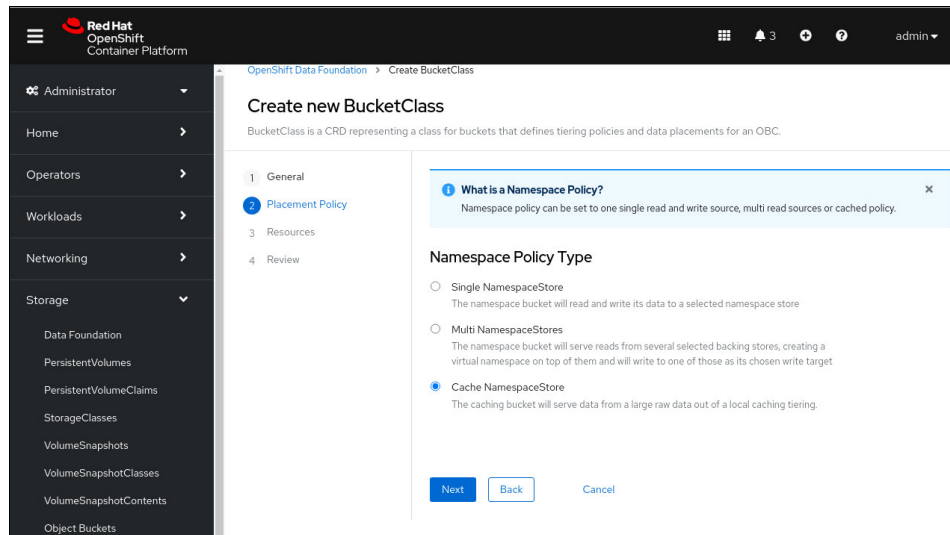 Red Hat
OpenShift
Container Platform
3
admin
Administrator
Home
Operators
Workloads
Networking
Storage
Data Foundation
PersistentVolumes
PersistentVolumeClaims
StorageClasses
VolumeSnapshots
VolumeSnapshotClasses
VolumeSnapshotContents
Object Buckets
OpenShift Data Foundation > Create BucketClass
Create new BucketClass
BucketClass is a CRD representing a class for buckets that defines tiering policies and data placements for an OBC.
1 General
2 Placement Policy
3 Resources
4 Review
What is a Namespace Policy?
Namespace policy can be set to one single read and write source, multi read sources or cached policy.
Namespace Policy Type
Single NamespaceStore
The namespace bucket will read and write its data to a selected namespace store
Multi NamespaceStores
The namespace bucket will serve reads from several selected backing stores, creating a
virtual namespace on top of them and will write to one of those as its chosen write target
Cache NamespaceStore
The caching bucket will serve data from a large raw data out of a local caching tiering.
Next Back Cancel